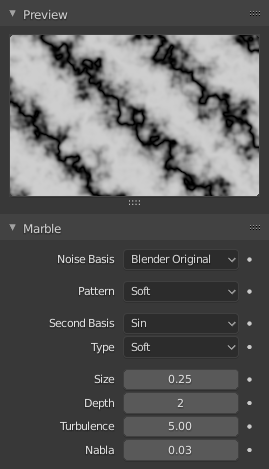 Preview
Marble
Noise Basis Blender Original
Pattern Soft
Second Basis Sin
Type Soft
Size 0.25
Depth 2
Turbulence 5.00
Nabla 0.03